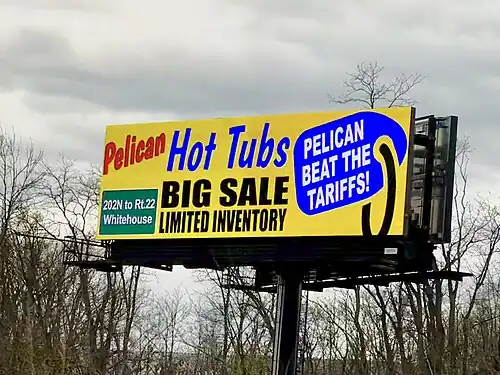 Pelican Hot Tubs
BIG SALE
LIMITED INVENTORY
202N to Rt.22
Whitehouse
PELICAN
BEAT THE
TARIFFS!